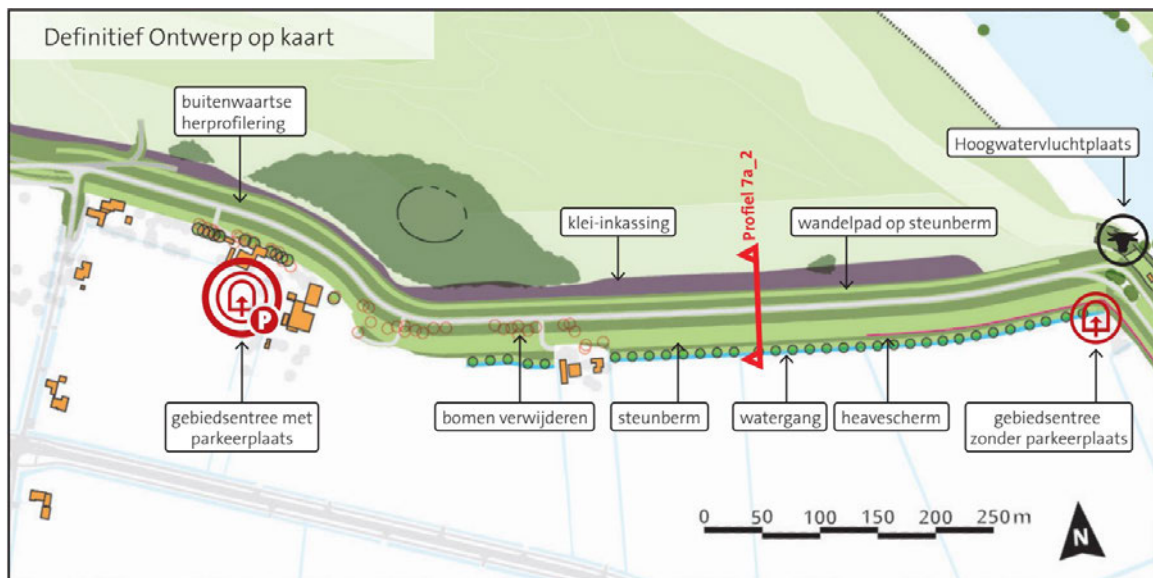 Definitief Ontwerp op kaart
buitenwaartse
herprofilering
Hoogwatervluchtplaats
Profiel 7a_2
klei-inkassing
wandelpad op steunberm
P
gebiedsentree met
parkeerplaats
bomen verwijderen
steunberm
watergang
heavescherm
gebiedsentree
zonder parkeerplaats
0 50 100 150 200 250 m
N